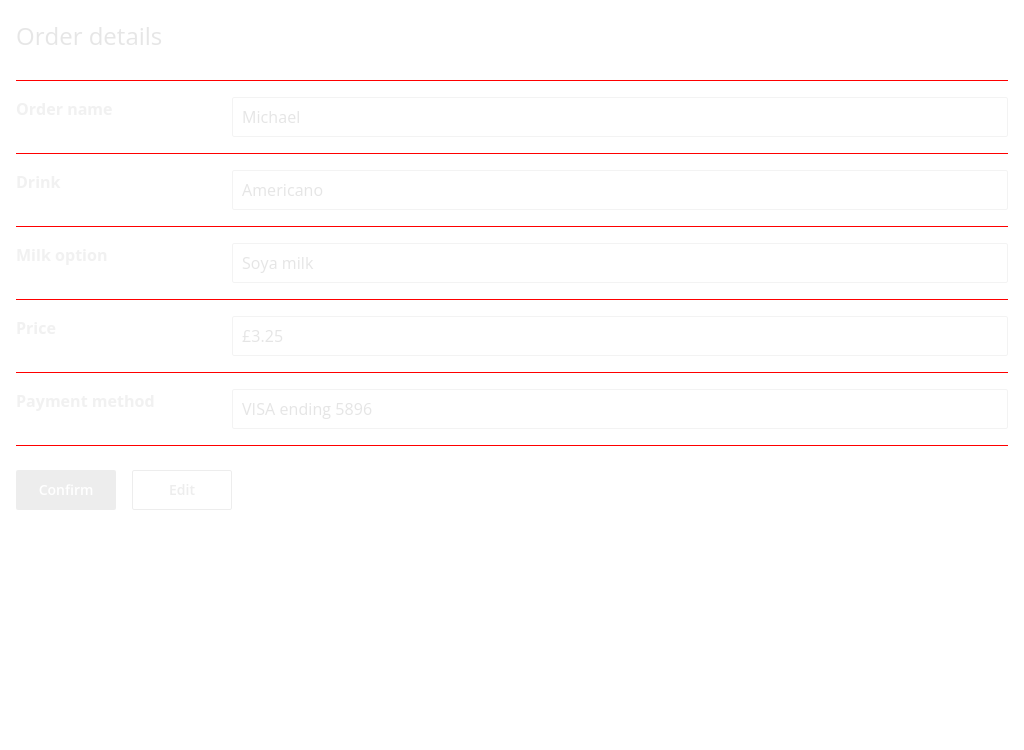 Order details
Order name
Michael
Drink
Americano
Milk option
Soya milk
Price
£3.25
Payment method
VISA ending 5896
Confirm
Edit